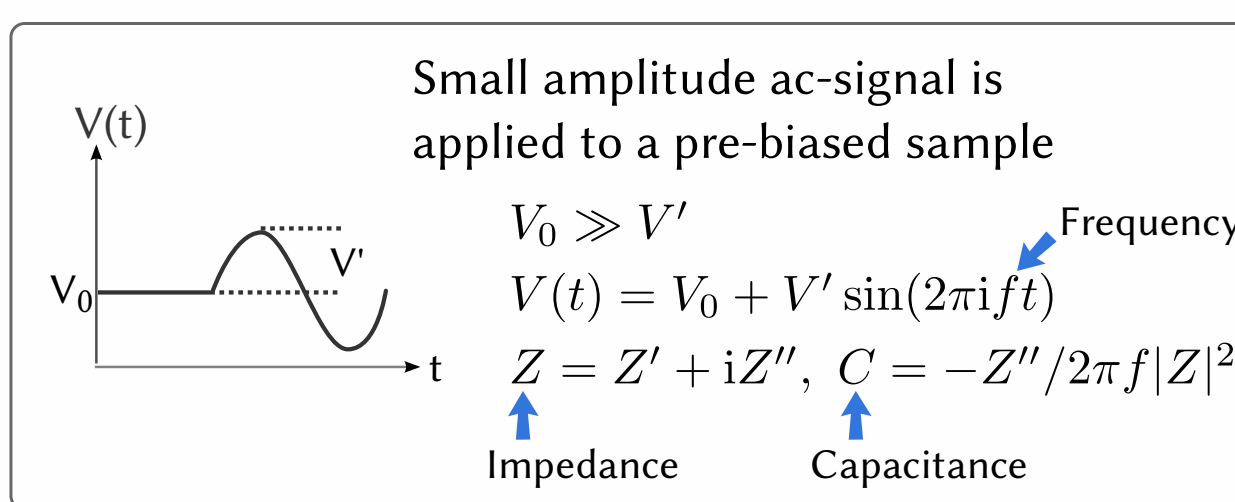 Small amplitude ac-signal is
applied to a pre-biased sample
V(t)
V'
V₀
t
V₀ ≫ V′
Frequency
V(t) = V₀ + V′ sin(2πift)
Z = Z′ + iZ″, C = −Z″/2πf|Z|²
Impedance
Capacitance